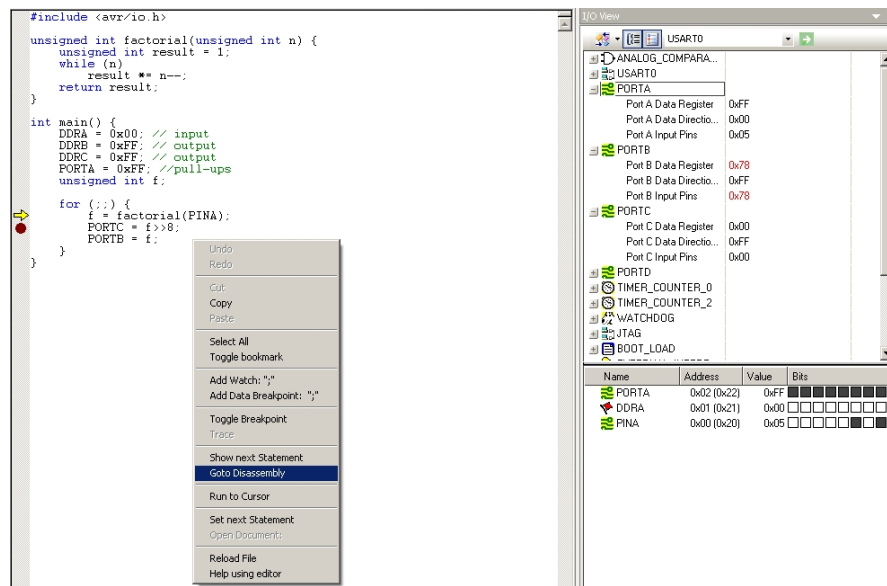 #include <avr/io.h>
unsigned int factorial(unsigned int n) {
unsigned int result = 1;
while (n)
result *= n--;
return result;
}
int main() {
DDRA = 0x00; // input
DDRB = 0xFF; // output
DDRC = 0xFF; // output
PORTA = 0xFF; //pull-ups
unsigned int f;
for (;;) {
f = factorial(PINA);
PORTC = f>>8;
PORTB = f;
}
}
Undo
Redo
Cut
Copy
Paste
Select All
Toggle bookmark
Add Watch: ";"
Add Data Breakpoint: ";"
Toggle Breakpoint
Trace
Show next Statement
Goto Disassembly
Run to Cursor
Set next Statement
Open Document:
Reload File
Help using editor
I/O View
USART0
ANALOG_COMPARA...
USART0
PORTA
Port A Data Register 0xFF
Port A Data Directio... 0x00
Port A Input Pins 0x05
PORTB
Port B Data Register 0x78
Port B Data Directio... 0xFF
Port B Input Pins 0x78
PORTC
Port C Data Register 0x00
Port C Data Directio... 0xFF
Port C Input Pins 0x00
PORTD
TIMER_COUNTER_0
TIMER_COUNTER_2
WATCHDOG
JTAG
BOOT_LOAD
Name Address Value Bits
PORTA 0x02 (0x22) 0xFF
DDRA 0x01 (0x21) 0x00
PINA 0x00 (0x20) 0x05